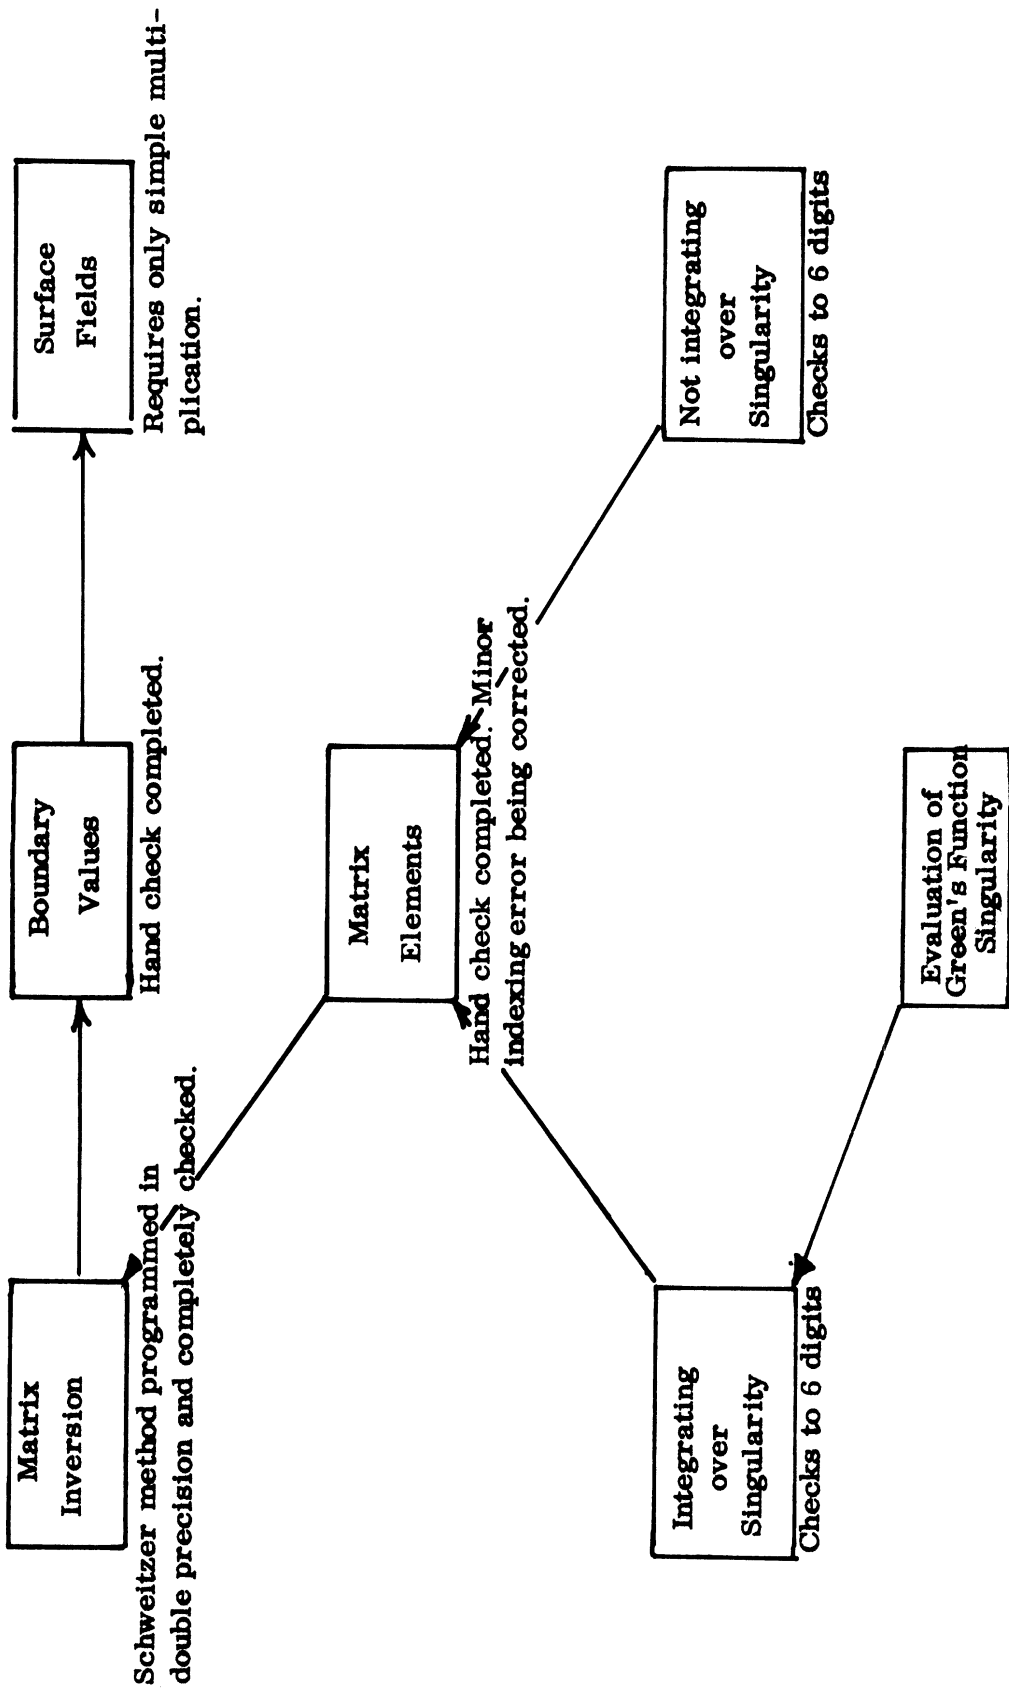 Matrix
Inversion
Schweitzer method programmed in
double precision and completely checked.
Boundary
Values
Hand check completed.
Surface
Fields
Requires only simple multi-
plication.
Matrix
Elements
Hand check completed. Minor
indexing error being corrected.
Integrating
over
Singularity
Checks to 6 digits
Not integrating
over
Singularity
Checks to 6 digits
Evaluation of
Green's Function
Singularity